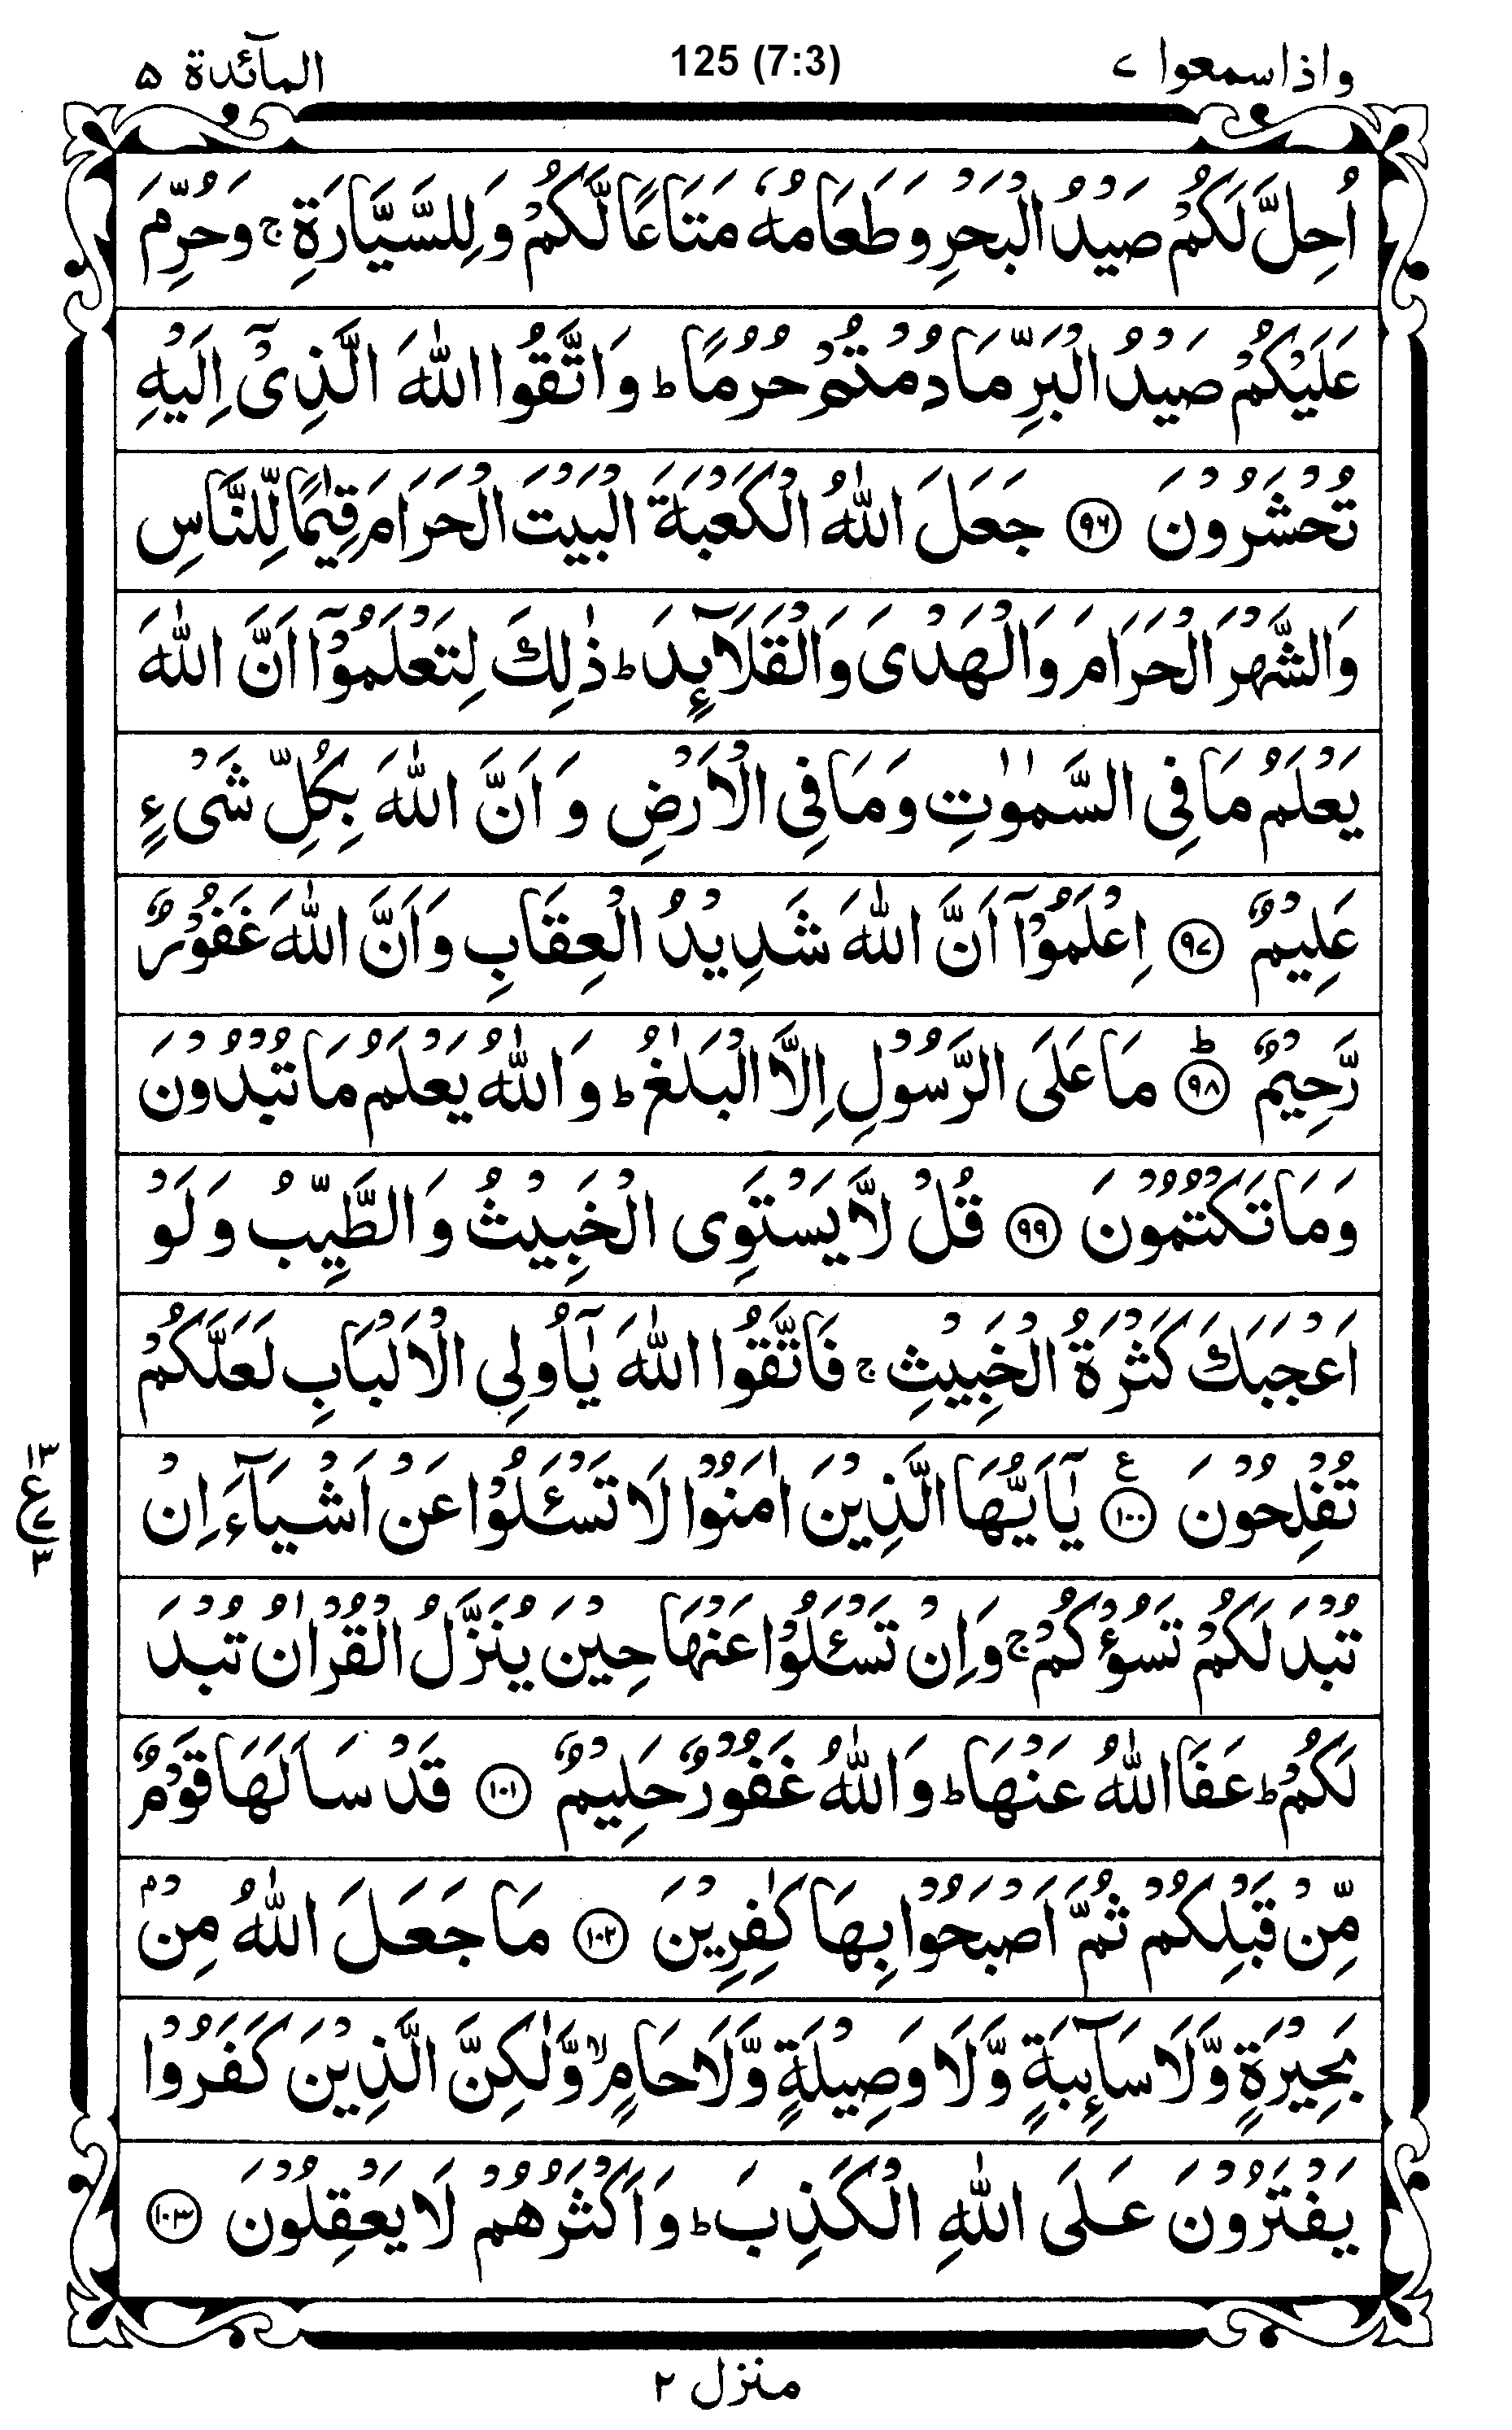 واذاسمعوا ٧
125 (7:3)
المآئدة ٥
اُحِلَّ لَكُمْ صَيْدُ الْبَحْرِ وَطَعَامُهٗ مَتَاعًا لَّكُمْ وَلِلسَّيَّارَةِ ۚ وَحُرِّمَ
عَلَيْكُمْ صَيْدُ الْبَرِّ مَا دُمْتُمْ حُرُمًا ؕ وَاتَّقُوا اللّٰهَ الَّذِیْۤ اِلَيْهِ
تُحْشَرُوْنَ ﴿۹۶﴾ جَعَلَ اللّٰهُ الْكَعْبَةَ الْبَيْتَ الْحَرَامَ قِيٰمًا لِّلنَّاسِ
وَالشَّهْرَ الْحَرَامَ وَالْهَدْیَ وَالْقَلَآئِدَ ؕ ذٰلِكَ لِتَعْلَمُوْۤا اَنَّ اللّٰهَ
يَعْلَمُ مَا فِی السَّمٰوٰتِ وَمَا فِی الْاَرْضِ وَاَنَّ اللّٰهَ بِكُلِّ شَیْءٍ
عَلِيْمٌ ﴿۹۷﴾ اِعْلَمُوْۤا اَنَّ اللّٰهَ شَدِيْدُ الْعِقَابِ وَاَنَّ اللّٰهَ غَفُوْرٌ
رَّحِيْمٌ ﴿۹۸﴾ؕ مَا عَلَی الرَّسُوْلِ اِلَّا الْبَلٰغُ ؕ وَاللّٰهُ يَعْلَمُ مَا تُبْدُوْنَ
وَمَا تَكْتُمُوْنَ ﴿۹۹﴾ قُلْ لَّا يَسْتَوِی الْخَبِيْثُ وَالطَّيِّبُ وَلَوْ
اَعْجَبَكَ كَثْرَةُ الْخَبِيْثِ ۚ فَاتَّقُوا اللّٰهَ يٰۤاُولِی الْاَلْبَابِ لَعَلَّكُمْ
تُفْلِحُوْنَ ﴿۱۰۰﴾ع يٰۤاَيُّهَا الَّذِيْنَ اٰمَنُوْا لَا تَسْـَٔلُوْا عَنْ اَشْيَآءَ اِنْ
۱۳ ع ۷ ۳
تُبْدَ لَكُمْ تَسُؤْكُمْ ۚ وَاِنْ تَسْـَٔلُوْا عَنْهَا حِيْنَ يُنَزَّلُ الْقُرْاٰنُ تُبْدَ
لَكُمْ ؕ عَفَا اللّٰهُ عَنْهَا ؕ وَاللّٰهُ غَفُوْرٌ حَلِيْمٌ ﴿۱۰۱﴾ قَدْ سَاَلَهَا قَوْمٌ
مِّنْ قَبْلِكُمْ ثُمَّ اَصْبَحُوْا بِهَا كٰفِرِيْنَ ﴿۱۰۲﴾ مَا جَعَلَ اللّٰهُ مِنْۢ
بَحِيْرَةٍ وَّلَا سَآئِبَةٍ وَّلَا وَصِيْلَةٍ وَّلَا حَامٍ ۙ وَّلٰكِنَّ الَّذِيْنَ كَفَرُوْا
يَفْتَرُوْنَ عَلَی اللّٰهِ الْكَذِبَ ؕ وَاَكْثَرُهُمْ لَا يَعْقِلُوْنَ ﴿۱۰۳﴾
منزل ۲